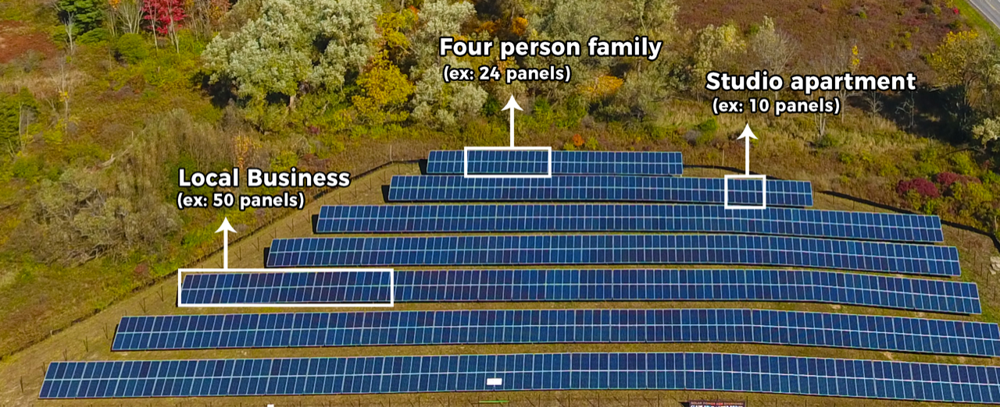 Four person family
(ex: 24 panels)
Studio apartment
(ex: 10 panels)
Local Business
(ex: 50 panels)